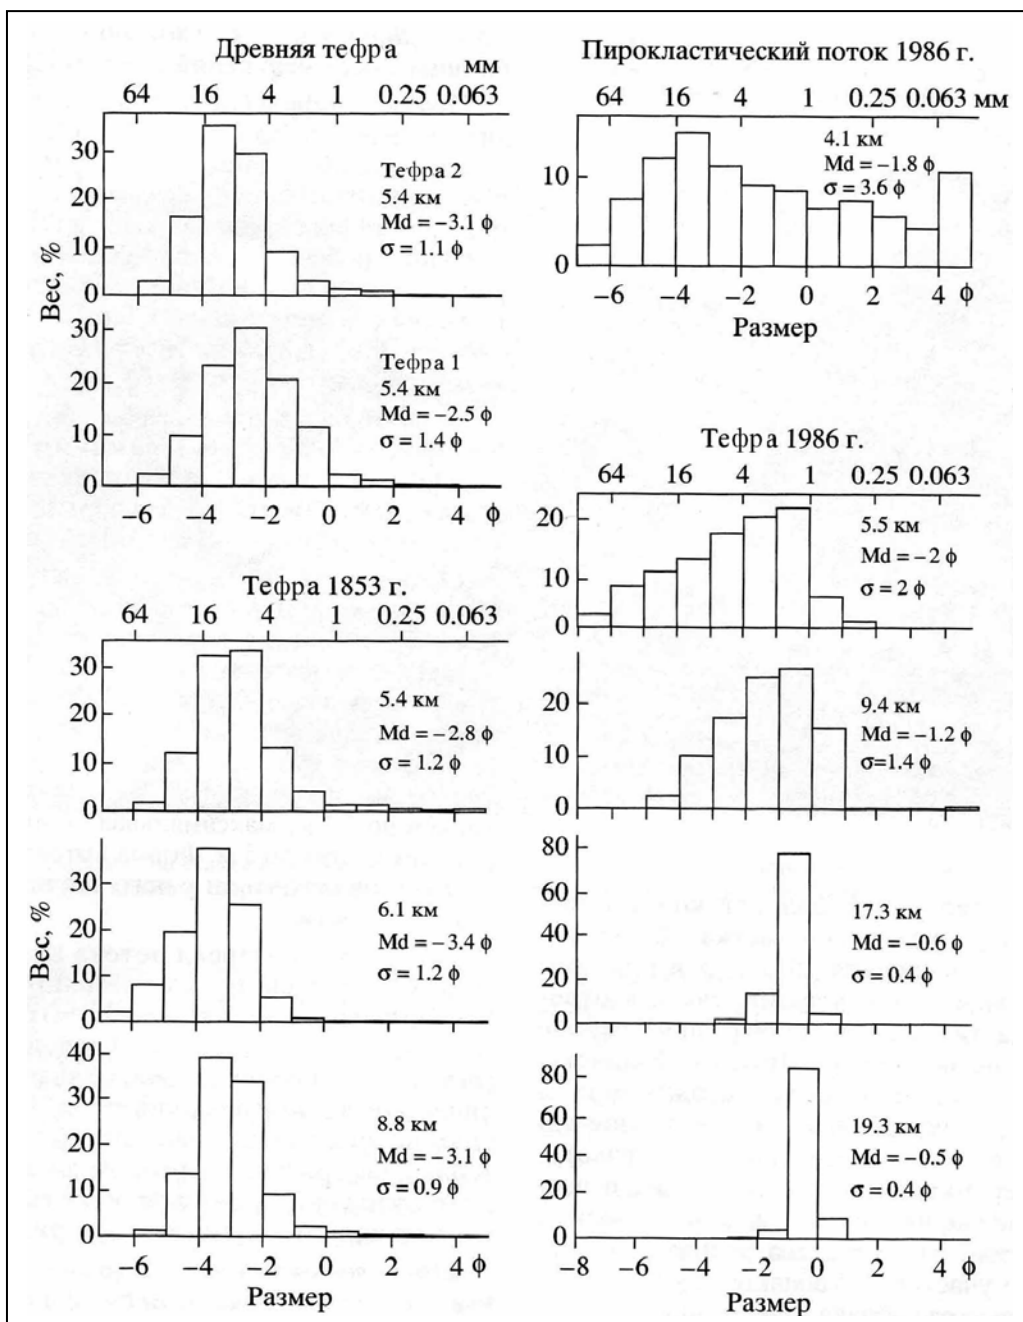 Древняя тефра
мм
64 16 4 1 0.25 0.063
30
20
10
0
Вес, %
Тефра 2
5.4 км
Md = −3.1 ϕ
σ = 1.1 ϕ
30
20
10
0
Тефра 1
5.4 км
Md = −2.5 ϕ
σ = 1.4 ϕ
−6 −4 −2 0 2 4 ϕ
Тефра 1853 г.
64 16 4 1 0.25 0.063
30
20
10
0
5.4 км
Md = −2.8 ϕ
σ = 1.2 ϕ
30
20
10
0
Вес, %
6.1 км
Md = −3.4 ϕ
σ = 1.2 ϕ
40
30
20
10
0
8.8 км
Md = −3.1 ϕ
σ = 0.9 ϕ
−6 −4 −2 0 2 4 ϕ
Размер
Пирокластический поток 1986 г.
64 16 4 1 0.25 0.063 мм
10
0
4.1 км
Md = −1.8 ϕ
σ = 3.6 ϕ
−6 −4 −2 0 2 4 ϕ
Размер
Тефра 1986 г.
64 16 4 1 0.25 0.063
20
10
0
5.5 км
Md = −2 ϕ
σ = 2 ϕ
20
10
0
9.4 км
Md = −1.2 ϕ
σ=1.4 ϕ
80
60
40
20
0
17.3 км
Md = −0.6 ϕ
σ = 0.4 ϕ
80
60
40
20
0
19.3 км
Md = −0.5 ϕ
σ = 0.4 ϕ
−8 −6 −4 −2 0 2 4 ϕ
Размер